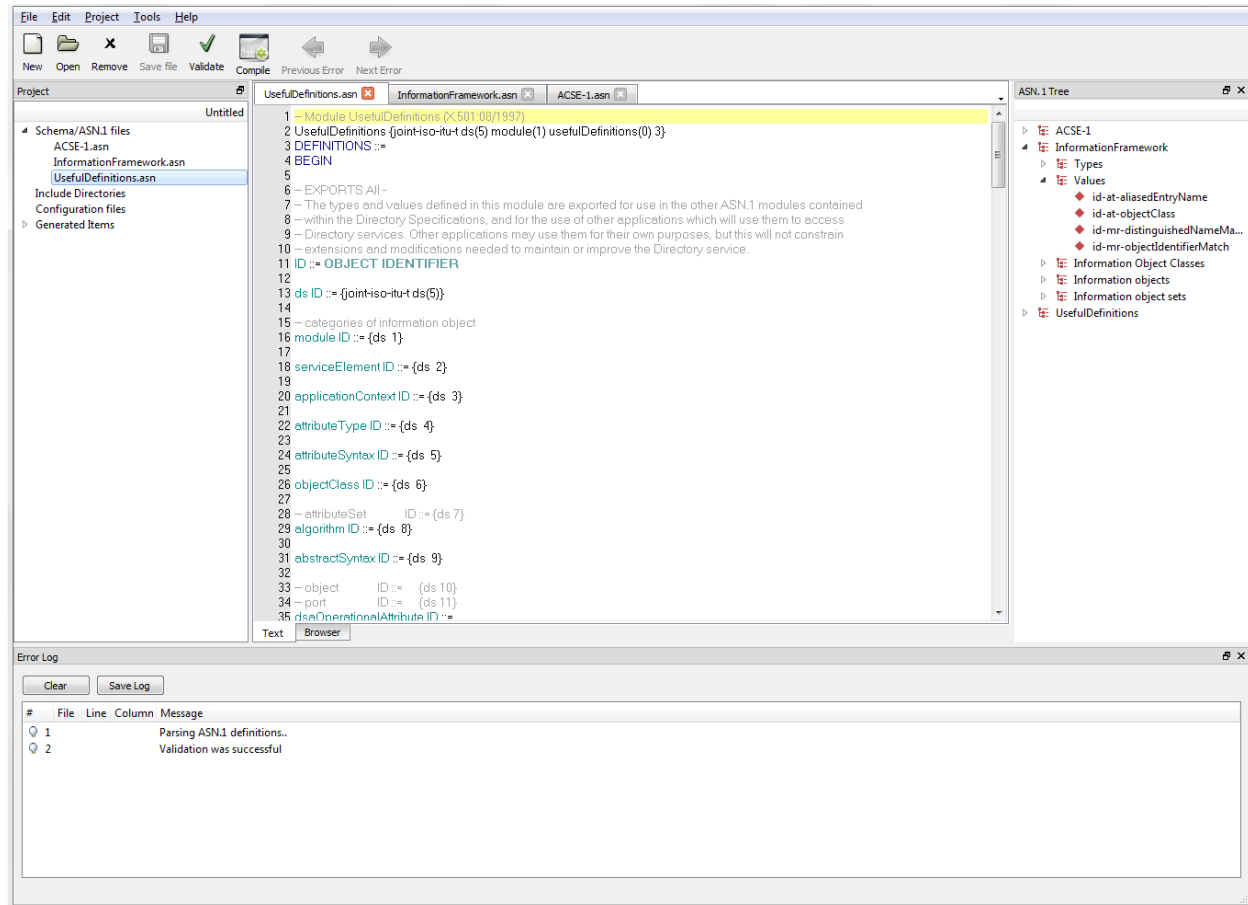 File Edit Project Tools Help
New Open Remove Save file Validate Compile Previous Error Next Error
Project
Untitled
Schema/ASN.1 files
ACSE-1.asn
InformationFramework.asn
UsefulDefinitions.asn
Include Directories
Configuration files
Generated Items
UsefulDefinitions.asn InformationFramework.asn ACSE-1.asn
1 -- Module UsefulDefinitions (X.501:08/1997)
2 UsefulDefinitions {joint-iso-itu-t ds(5) module(1) usefulDefinitions(0) 3}
3 DEFINITIONS ::=
4 BEGIN
5
6 -- EXPORTS All -
7 -- The types and values defined in this module are exported for use in the other ASN.1 modules contained
8 -- within the Directory Specifications, and for the use of other applications which will use them to access
9 -- Directory services. Other applications may use them for their own purposes, but this will not constrain
10 -- extensions and modifications needed to maintain or improve the Directory service.
11 ID ::= OBJECT IDENTIFIER
12
13 ds ID ::= {joint-iso-itu-t ds(5)}
14
15 -- categories of information object
16 module ID ::= {ds 1}
17
18 serviceElement ID ::= {ds 2}
19
20 applicationContext ID ::= {ds 3}
21
22 attributeType ID ::= {ds 4}
23
24 attributeSyntax ID ::= {ds 5}
25
26 objectClass ID ::= {ds 6}
27
28 -- attributeSet ID ::= {ds 7}
29 algorithm ID ::= {ds 8}
30
31 abstractSyntax ID ::= {ds 9}
32
33 -- object ID ::= {ds 10}
34 -- port ID ::= {ds 11}
35 dsaOperationalAttribute ID ::=
Text Browser
ASN.1 Tree
ACSE-1
InformationFramework
Types
Values
id-at-aliasedEntryName
id-at-objectClass
id-mr-distinguishedNameMa...
id-mr-objectIdentifierMatch
Information Object Classes
Information objects
Information object sets
UsefulDefinitions
Error Log
Clear Save Log
# File Line Column Message
1 Parsing ASN.1 definitions..
2 Validation was successful